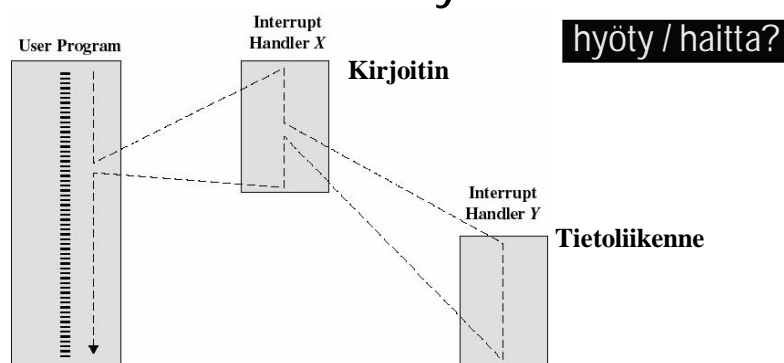 Interrupt
Handler X
User Program
hyöty / haitta?
Kirjoitin
Interrupt
Handler Y
Tietoliikenne